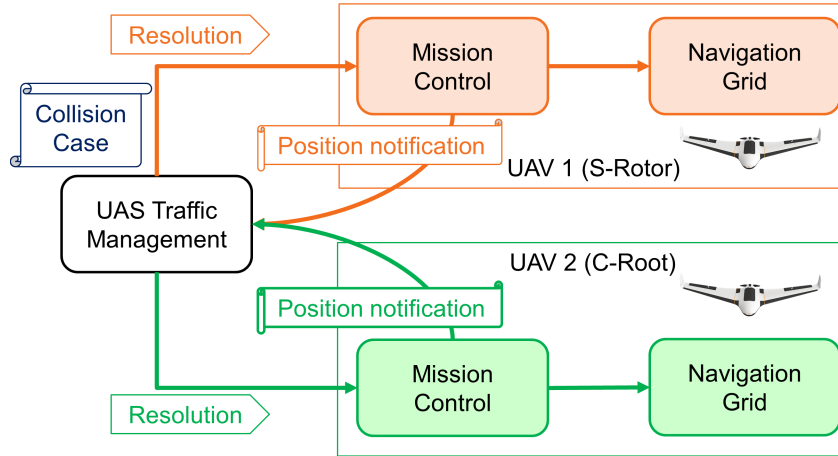 Resolution
Mission
Control
Navigation
Grid
Collision
Case
Position notification
UAV 1 (S-Rotor)
UAS Traffic
Management
UAV 2 (C-Root)
Position notification
Mission
Control
Navigation
Grid
Resolution